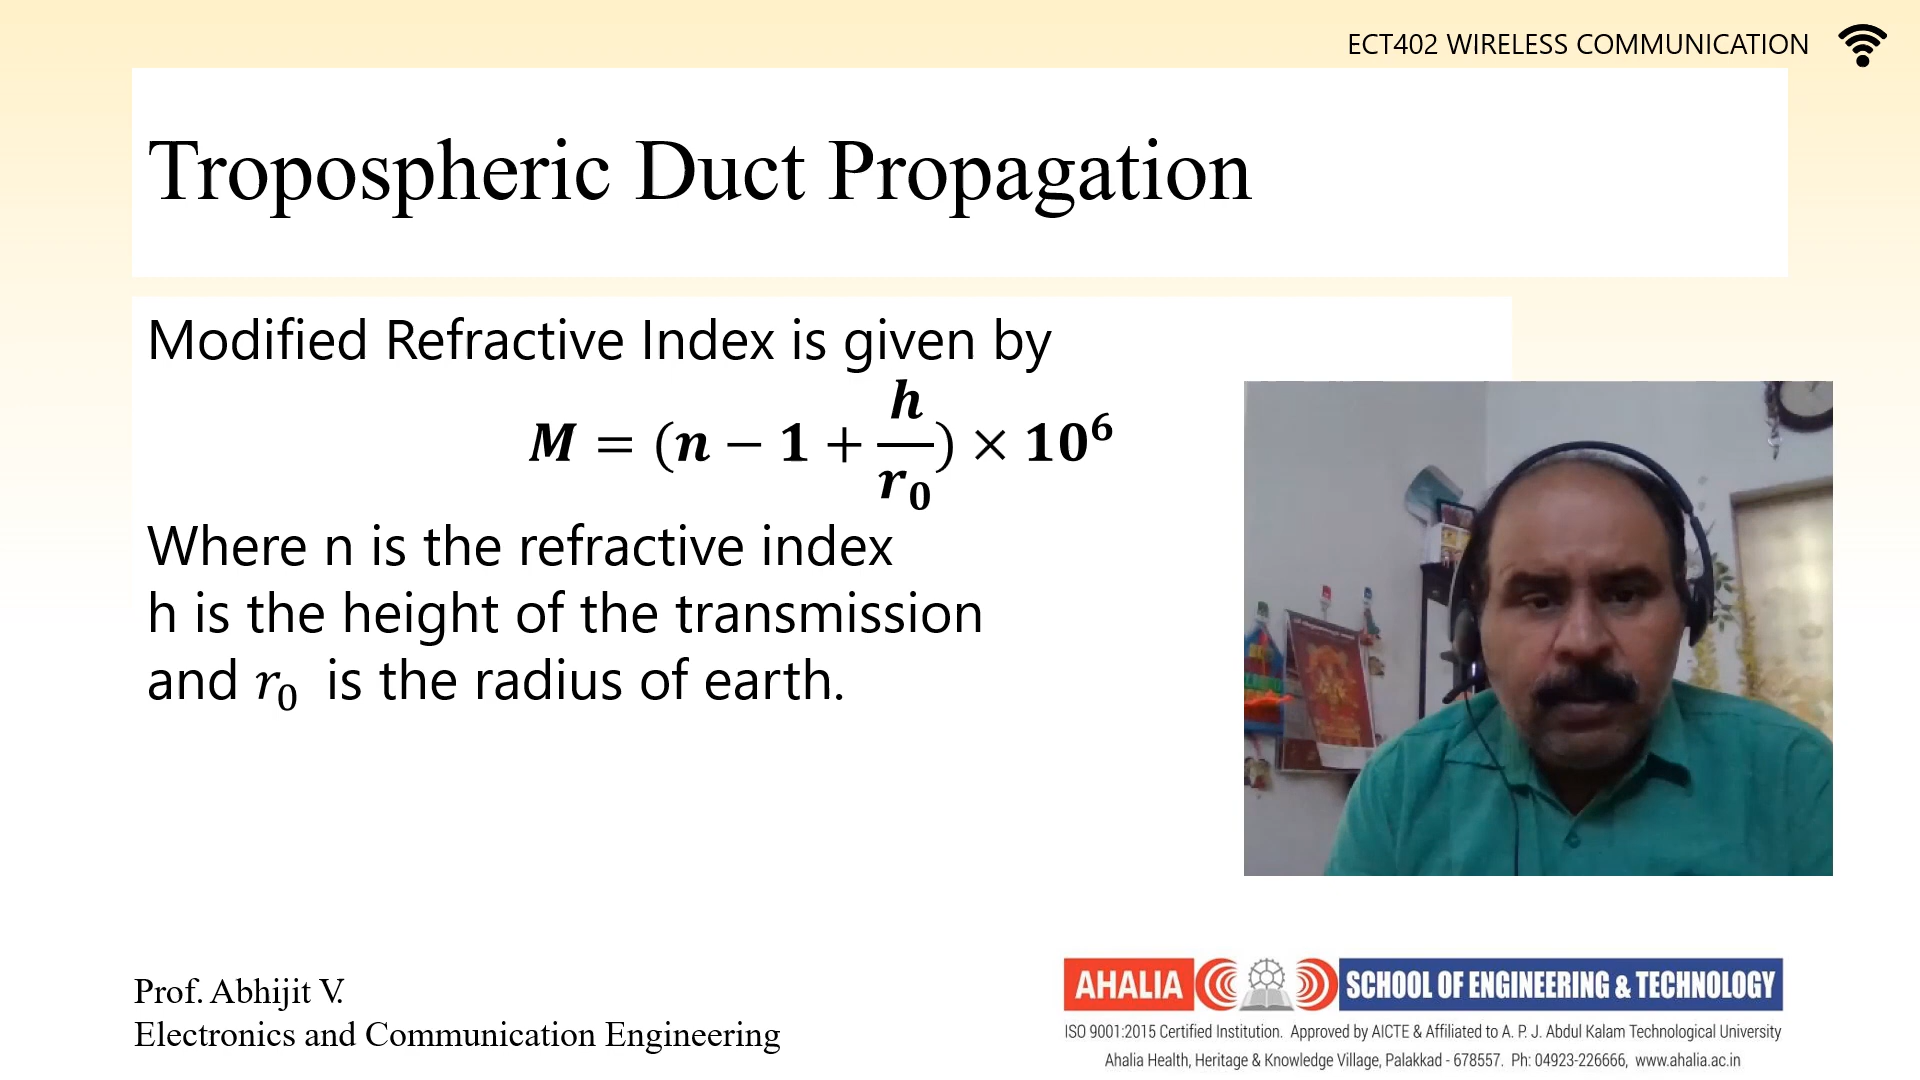 ECT402 WIRELESS COMMUNICATION
Tropospheric Duct Propagation
Modified Refractive Index is given by
M = (n − 1 + h/r₀) × 10⁶
Where n is the refractive index
h is the height of the transmission
and r₀ is the radius of earth.
Prof. Abhijit V.
Electronics and Communication Engineering
AHALIA SCHOOL OF ENGINEERING & TECHNOLOGY
ISO 9001:2015 Certified Institution. Approved by AICTE & Affiliated to A. P. J. Abdul Kalam Technological University
Ahalia Health, Heritage & Knowledge Village, Palakkad - 678557. Ph: 04923-226666, www.ahalia.ac.in